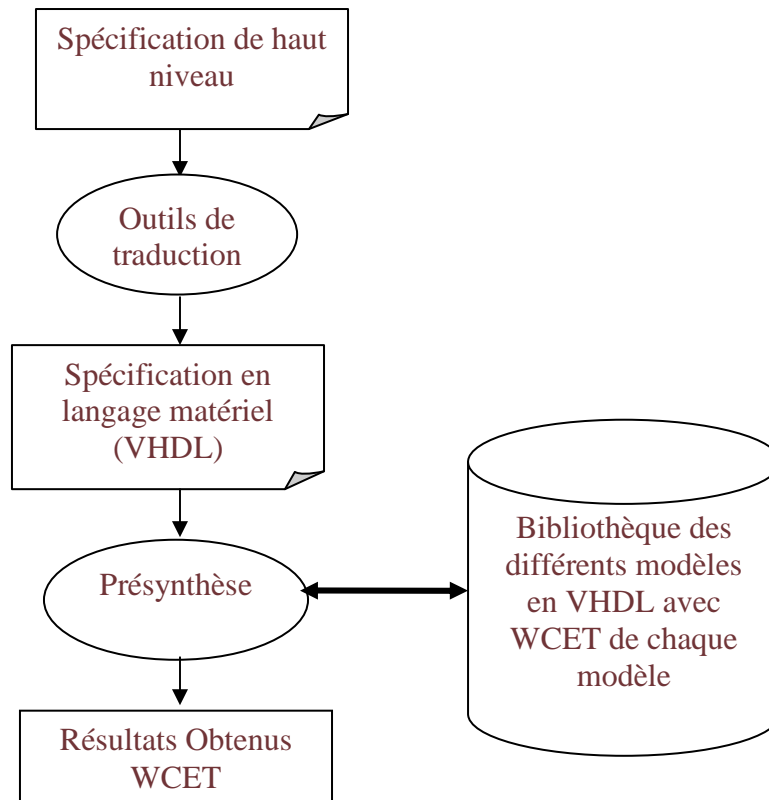 Spécification de haut
niveau
Outils de
traduction
Spécification en
langage matériel
(VHDL)
Présynthèse
Bibliothèque des
différents modèles
en VHDL avec
WCET de chaque
modèle
Résultats Obtenus
WCET